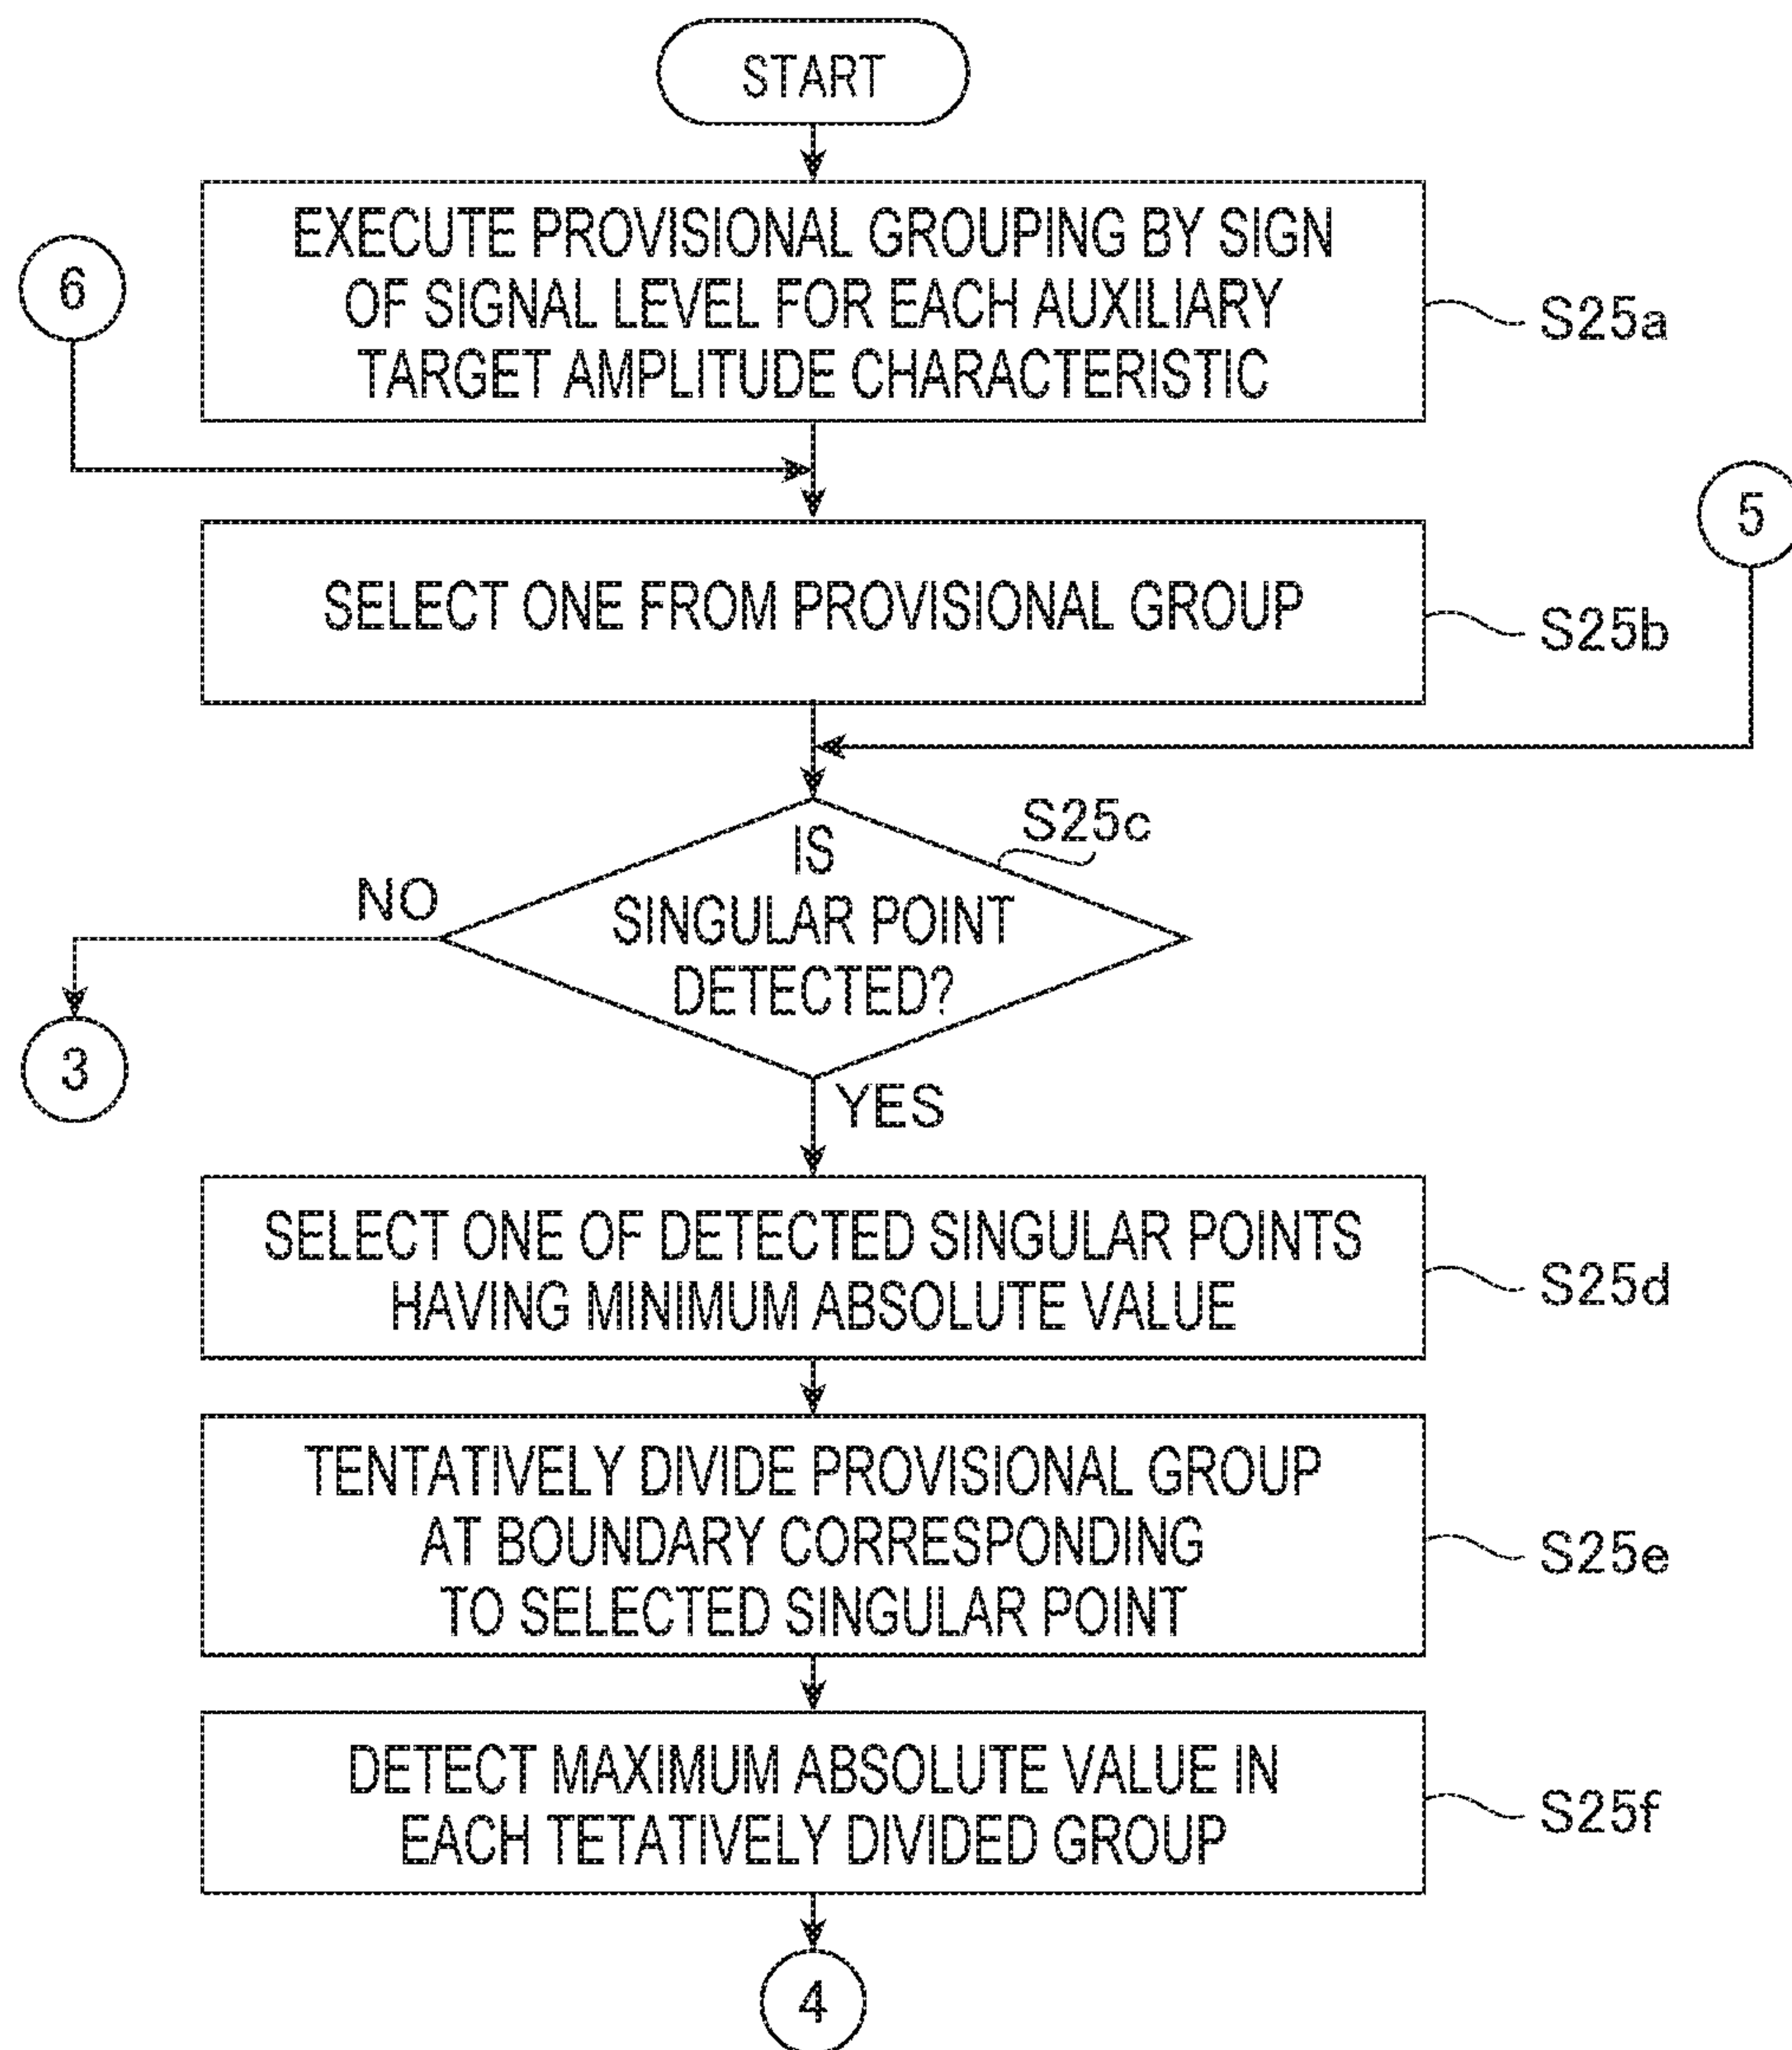 START
EXECUTE PROVISIONAL GROUPING BY SIGN
OF SIGNAL LEVEL FOR EACH AUXILIARY
TARGET AMPLITUDE CHARACTERISTIC
S25a
6
SELECT ONE FROM PROVISIONAL GROUP
S25b
5
S25c
IS
SINGULAR POINT
DETECTED?
NO
3
YES
SELECT ONE OF DETECTED SINGULAR POINTS
HAVING MINIMUM ABSOLUTE VALUE
S25d
TENTATIVELY DIVIDE PROVISIONAL GROUP
AT BOUNDARY CORRESPONDING
TO SELECTED SINGULAR POINT
S25e
DETECT MAXIMUM ABSOLUTE VALUE IN
EACH TETATIVELY DIVIDED GROUP
S25f
4